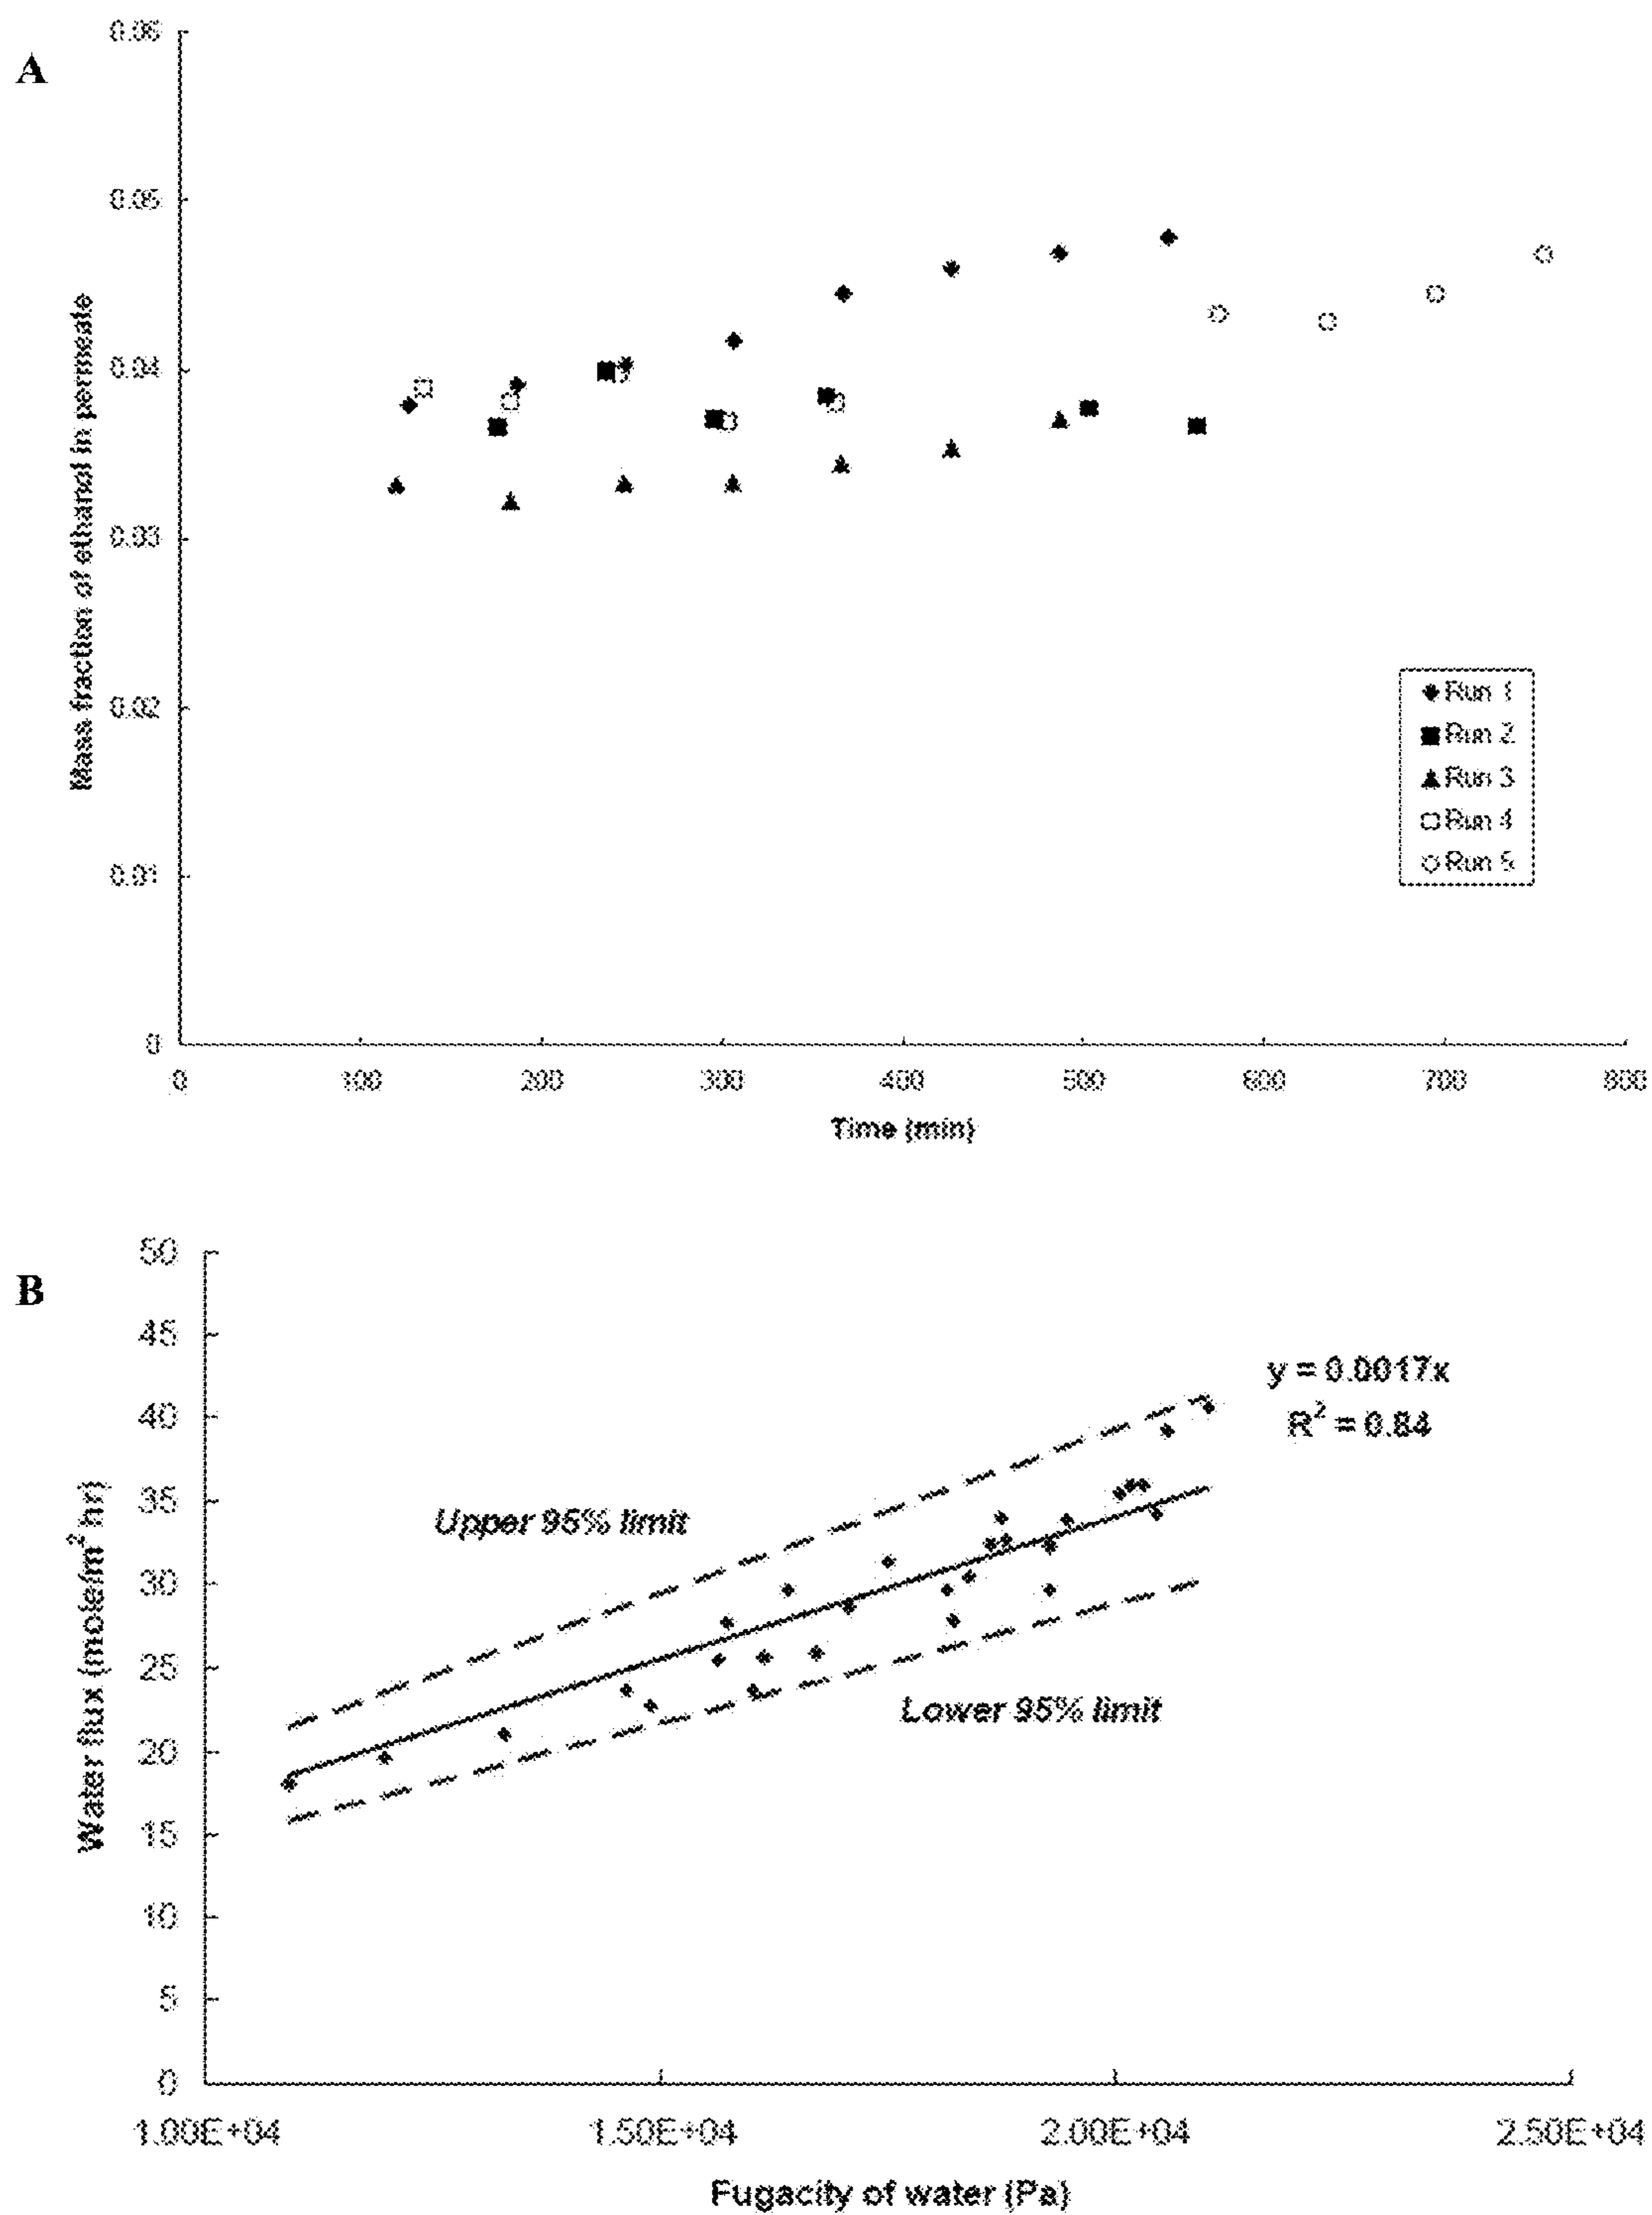 A
0.06
0.05
0.04
0.03
0.02
0.01
0
Mass fraction of ethanol in permeate
Run 1
Run 2
Run 3
Run 4
Run 5
0 100 200 300 400 500 600 700 800
Time (min)
B
50
45
40
35
30
25
20
15
10
5
0
Water flux (mole/m² hr)
y = 0.0017x
R² = 0.84
Upper 95% limit
Lower 95% limit
1.00E+04 1.50E+04 2.00E+04 2.50E+04
Fugacity of water (Pa)